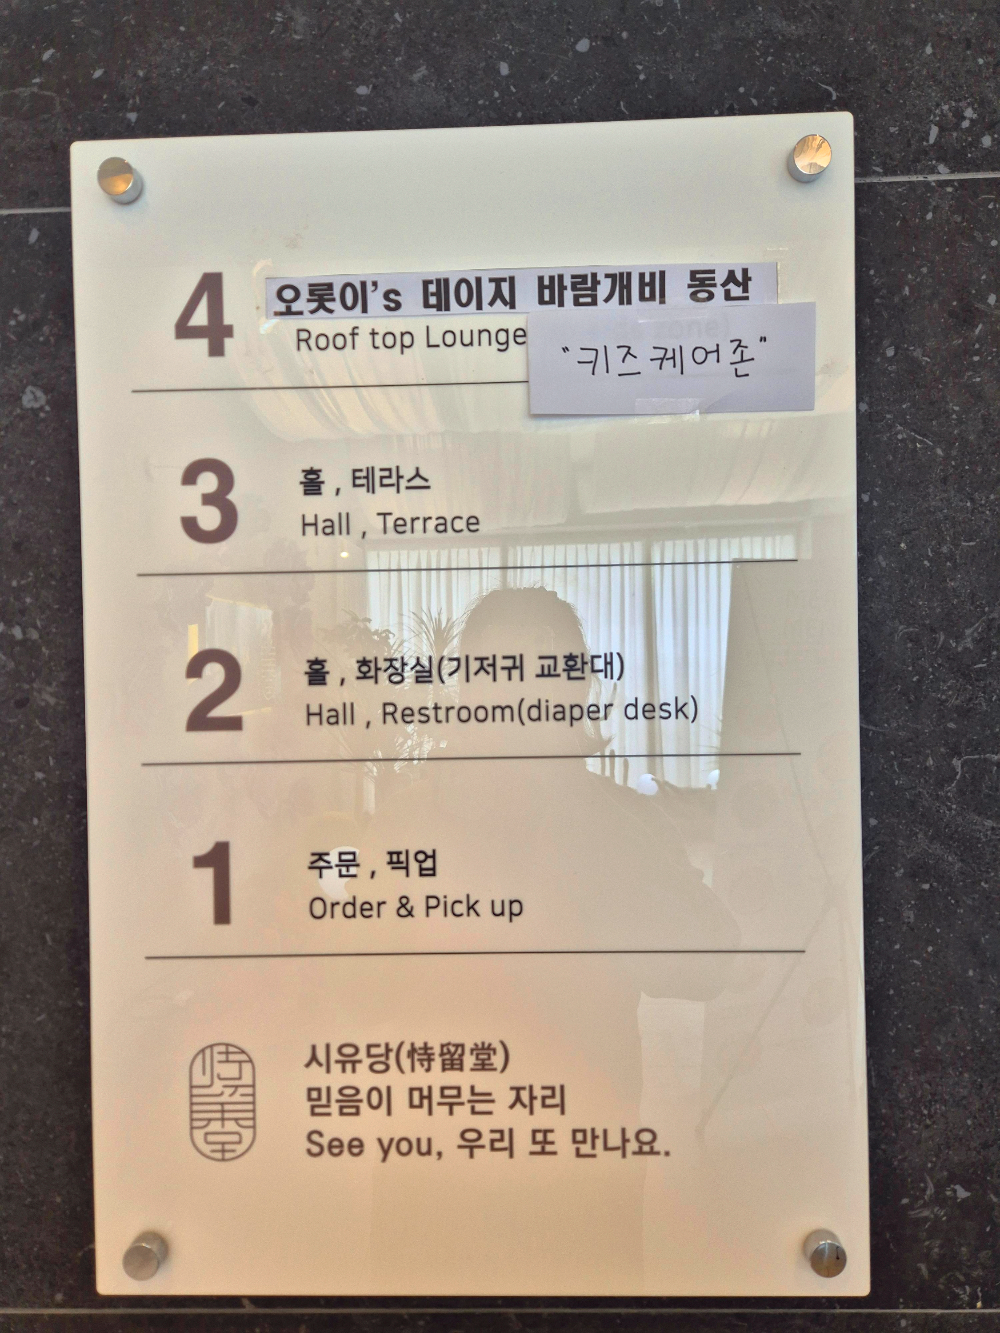 4
오롯이's 테이지 바람개비 동산
Roof top Lounge
"키즈케어존"
3
홀 , 테라스
Hall , Terrace
2
홀 , 화장실(기저귀 교환대)
Hall , Restroom(diaper desk)
1
주문 , 픽업
Order & Pick up
시유당(恃留堂)
믿음이 머무는 자리
See you, 우리 또 만나요.